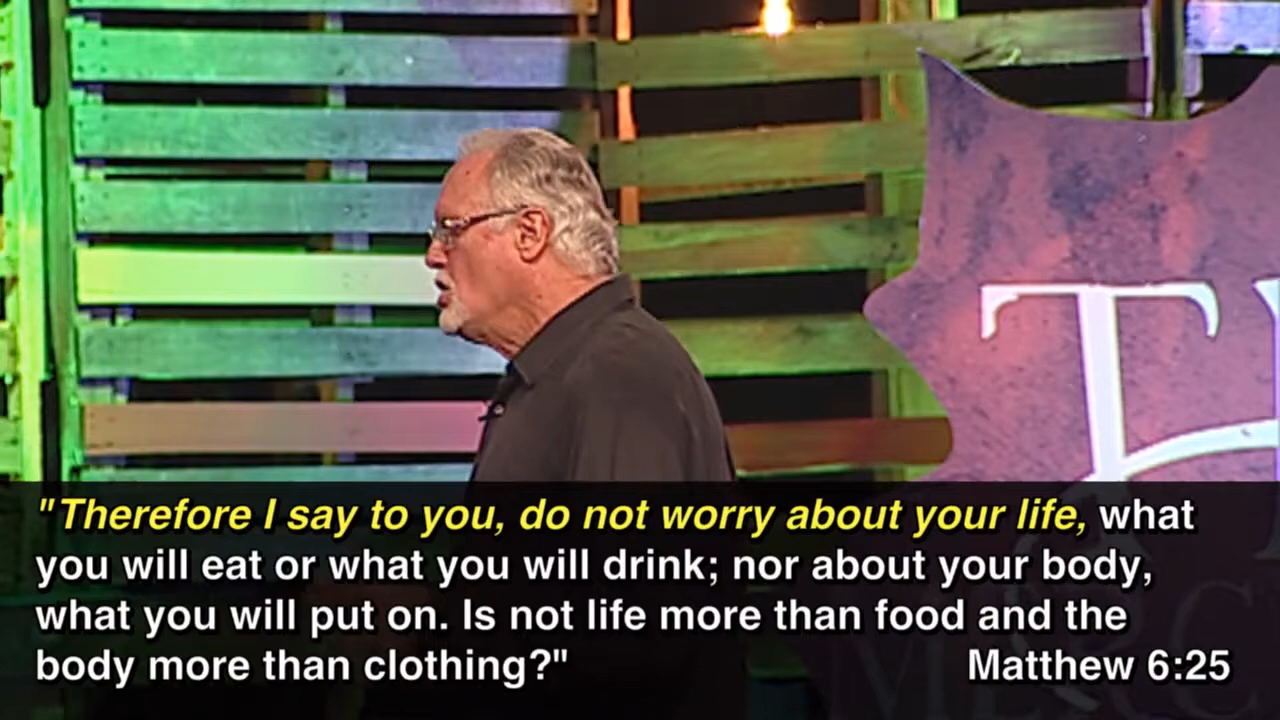 "Therefore I say to you, do not worry about your life, what
you will eat or what you will drink; nor about your body,
what you will put on. Is not life more than food and the
body more than clothing?" Matthew 6:25